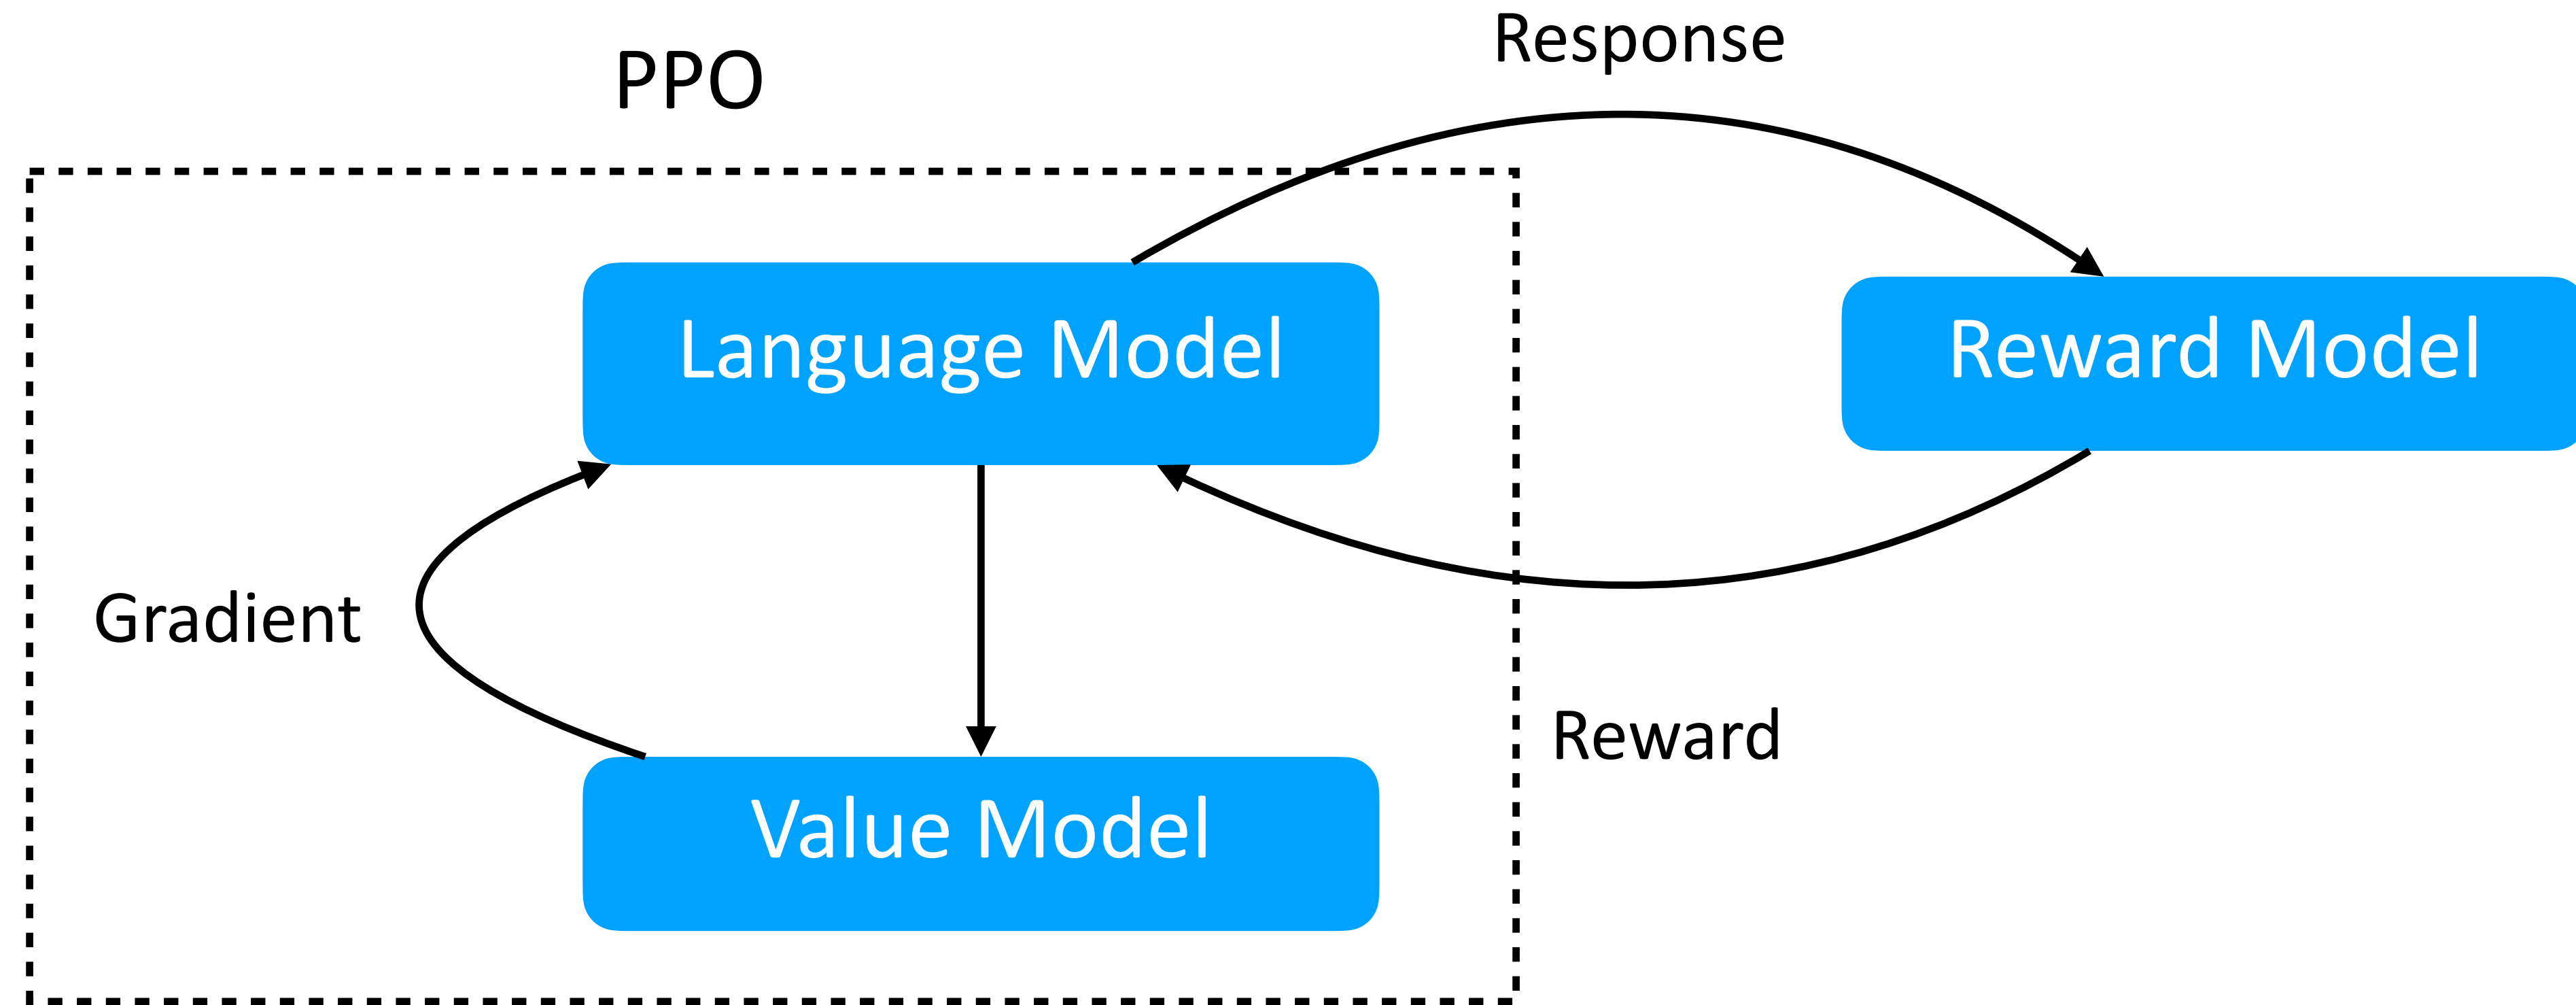 Response
PPO
Language Model
Reward Model
Gradient
Reward
Value Model